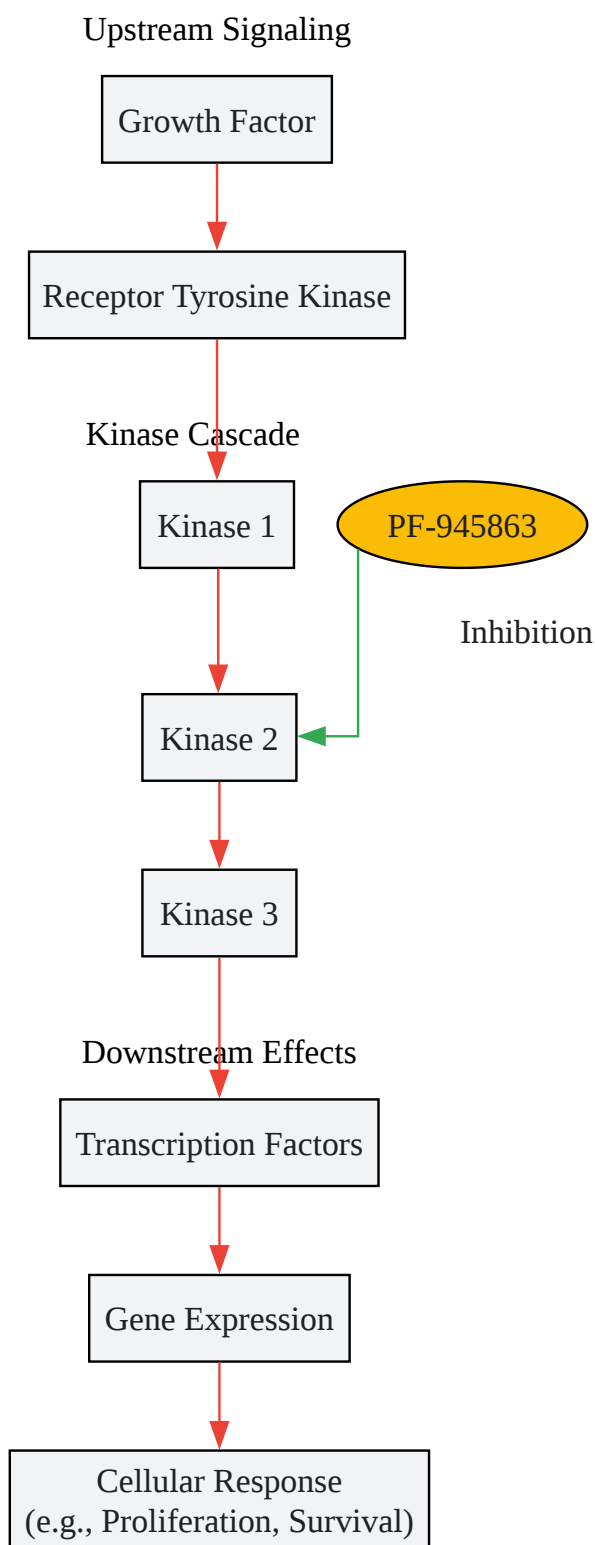 Upstream Signaling
Growth Factor
Receptor Tyrosine Kinase
Kinase Cascade
Kinase 1
PF-945863
Inhibition
Kinase 2
Kinase 3
Downstream Effects
Transcription Factors
Gene Expression
Cellular Response
(e.g., Proliferation, Survival)